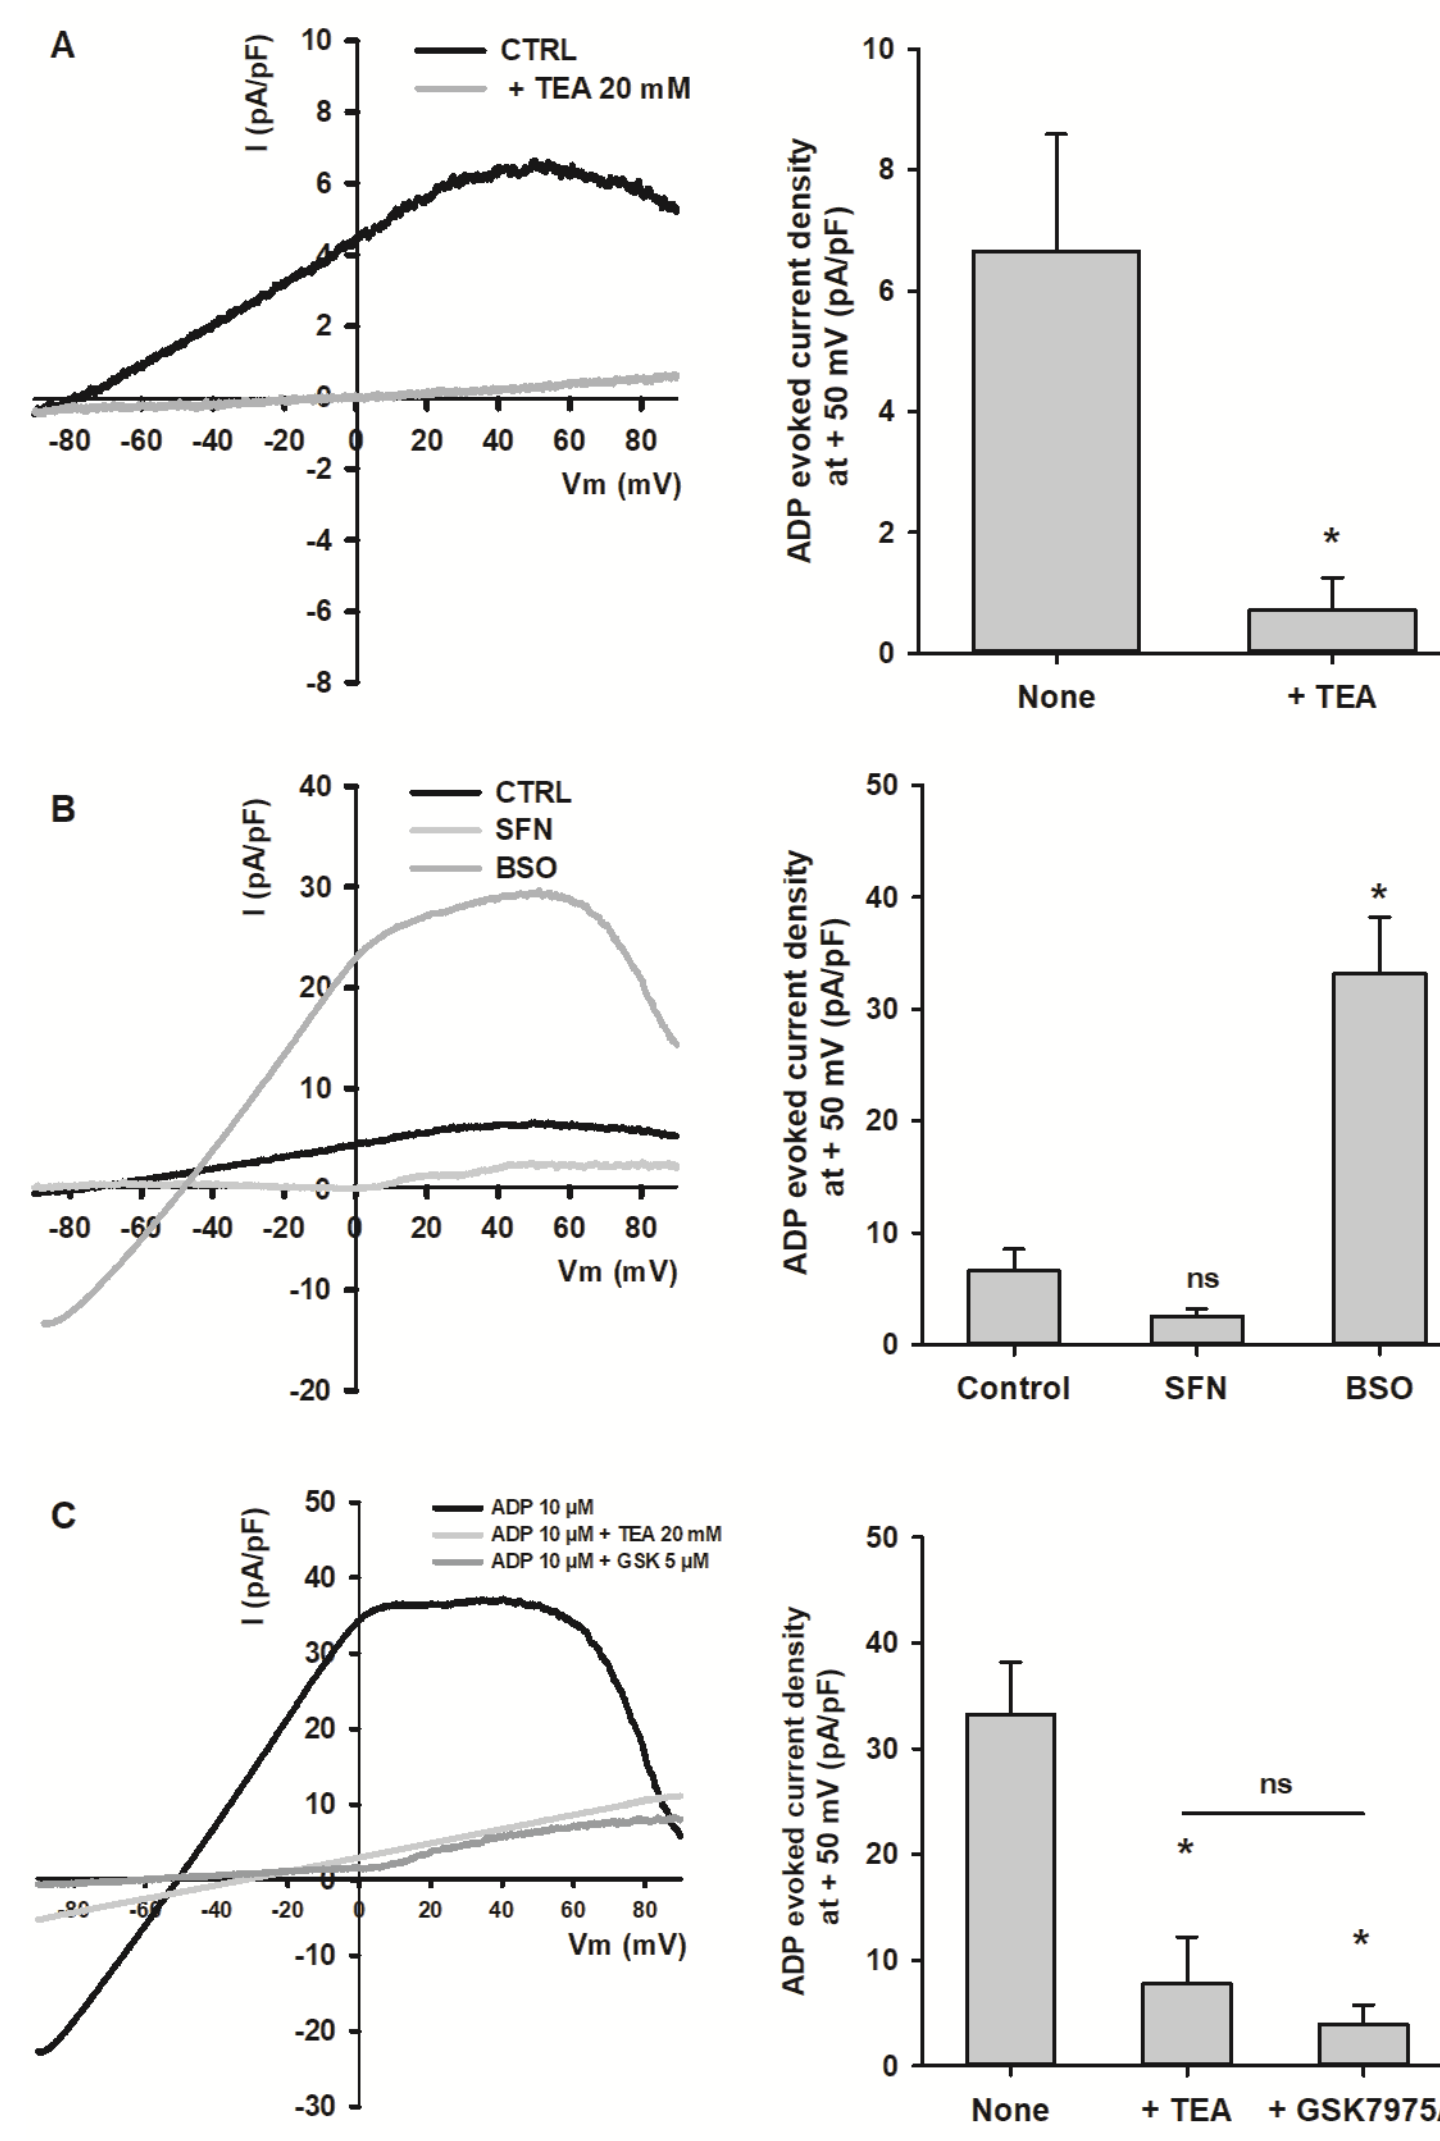 A
I (pA/pF)
10
8
6
4
2
0
-2
-4
-6
-8
CTRL
+ TEA 20 mM
-80 -60 -40 -20 0 20 40 60 80
Vm (mV)
ADP evoked current density
at + 50 mV (pA/pF)
10
8
6
4
2
0
*
None + TEA
B
I (pA/pF)
40
30
20
10
0
-10
-20
CTRL
SFN
BSO
-80 -60 -40 -20 0 20 40 60 80
Vm (mV)
ADP evoked current density
at + 50 mV (pA/pF)
50
40
30
20
10
0
ns
*
Control SFN BSO
C
I (pA/pF)
50
40
30
20
10
0
-10
-20
-30
ADP 10 µM
ADP 10 µM + TEA 20 mM
ADP 10 µM + GSK 5 µM
-80 -60 -40 -20 0 20 40 60 80
Vm (mV)
ADP evoked current density
at + 50 mV (pA/pF)
50
40
30
20
10
0
ns
*
*
None + TEA + GSK7975A